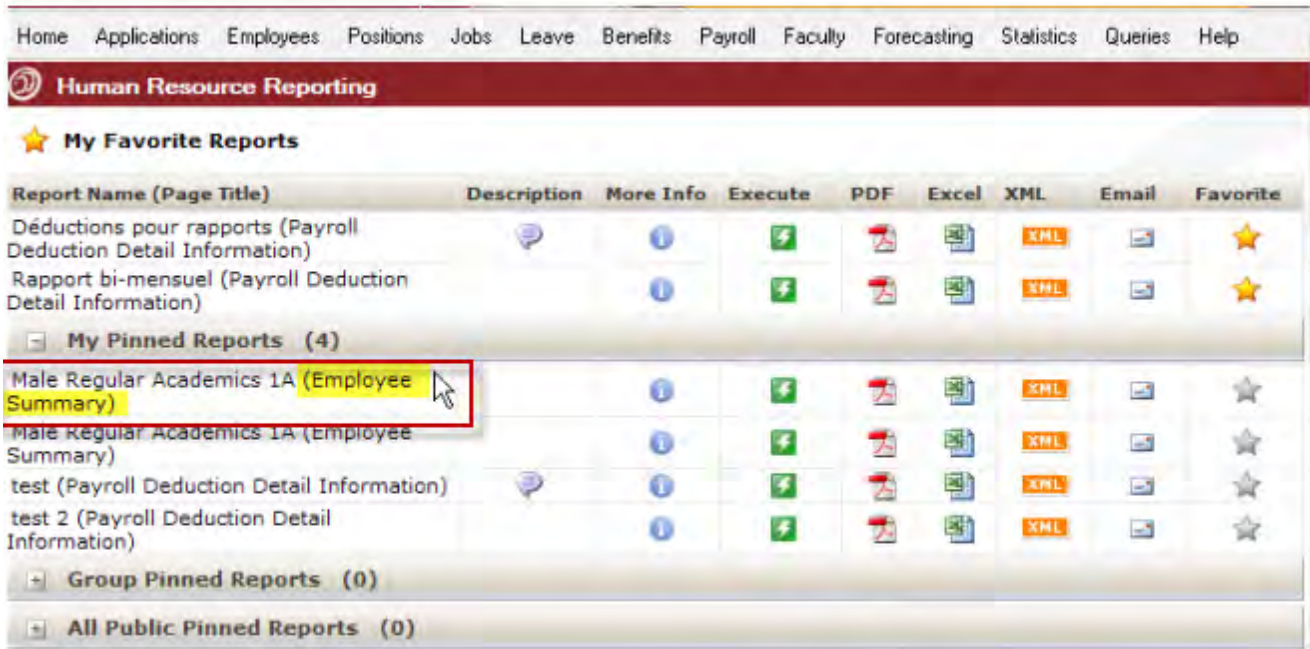 Home Applications Employees Positions Jobs Leave Benefits Payroll Faculty Forecasting Statistics Queries Help
Human Resource Reporting
My Favorite Reports
Report Name (Page Title) Description More Info Execute PDF Excel XML Email Favorite
Déductions pour rapports (Payroll
Deduction Detail Information)
XML
Rapport bi-mensuel (Payroll Deduction
Detail Information)
XML
My Pinned Reports (4)
Male Regular Academics 1A (Employee
Summary)
XML
Male Regular Academics 1A (Employee
Summary)
XML
test (Payroll Deduction Detail Information)
XML
test 2 (Payroll Deduction Detail
Information)
XML
Group Pinned Reports (0)
All Public Pinned Reports (0)